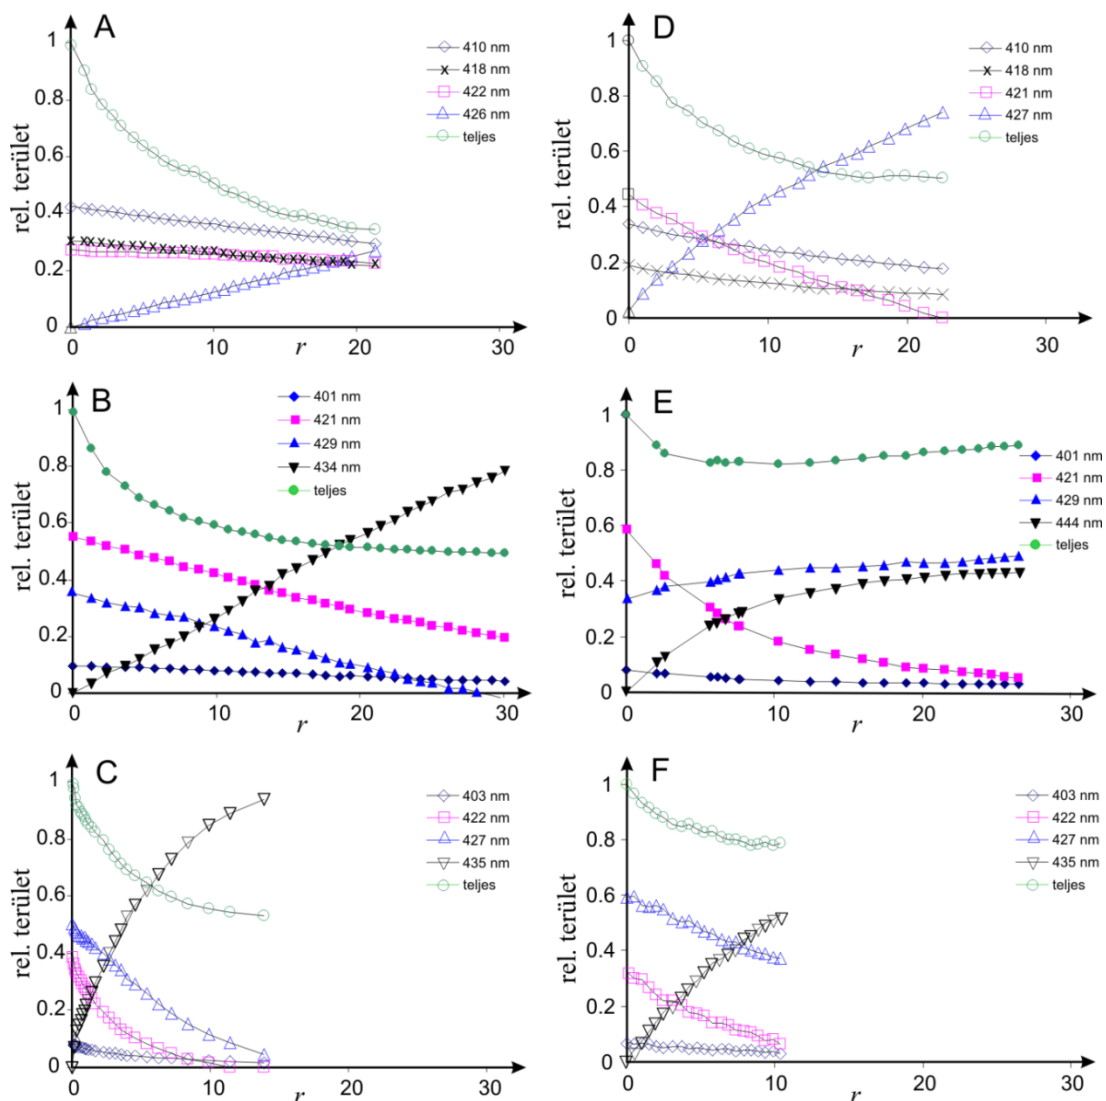 A
rel. terület
1
0.8
0.6
0.4
0.2
0
0 10 20 30
r
410 nm
418 nm
422 nm
426 nm
teljes
D
rel. terület
1
0.8
0.6
0.4
0.2
0
0 10 20 30
r
410 nm
418 nm
421 nm
427 nm
teljes
B
rel. terület
1
0.8
0.6
0.4
0.2
0
0 10 20 30
r
401 nm
421 nm
429 nm
434 nm
teljes
E
rel. terület
1
0.8
0.6
0.4
0.2
0
0 10 20 30
r
401 nm
421 nm
429 nm
444 nm
teljes
C
rel. terület
1
0.8
0.6
0.4
0.2
0
0 10 20 30
r
403 nm
422 nm
427 nm
435 nm
teljes
F
rel. terület
1
0.8
0.6
0.4
0.2
0
0 10 20 30
r
403 nm
422 nm
427 nm
435 nm
teljes